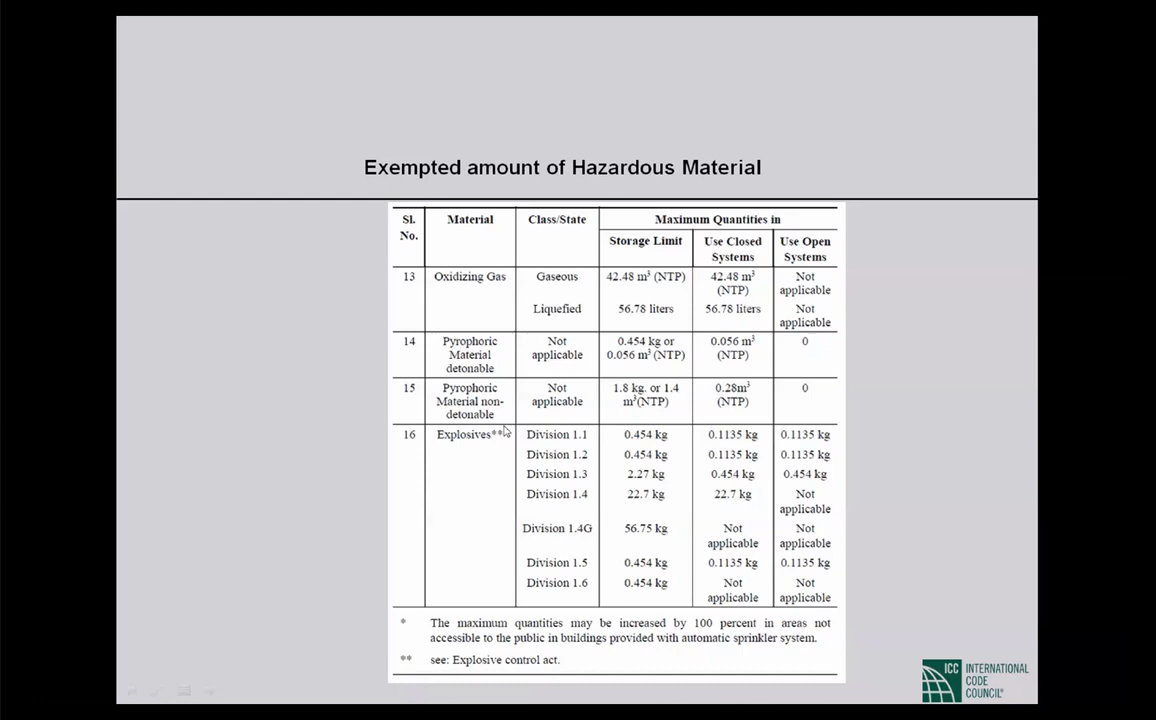 Exempted amount of Hazardous Material
Sl. No. Material Class/State Maximum Quantities in
Storage Limit Use Closed Systems Use Open Systems
13 Oxidizing Gas Gaseous 42.48 m³ (NTP) 42.48 m³ (NTP) Not applicable
Liquefied 56.78 liters 56.78 liters Not applicable
14 Pyrophoric Material detonable Not applicable 0.454 kg or 0.056 m³ (NTP) 0.056 m³ (NTP) 0
15 Pyrophoric Material non-detonable Not applicable 1.8 kg. or 1.4 m³(NTP) 0.28m³ (NTP) 0
16 Explosives** Division 1.1 0.454 kg 0.1135 kg 0.1135 kg
Division 1.2 0.454 kg 0.1135 kg 0.1135 kg
Division 1.3 2.27 kg 0.454 kg 0.454 kg
Division 1.4 22.7 kg 22.7 kg Not applicable
Division 1.4G 56.75 kg Not applicable Not applicable
Division 1.5 0.454 kg 0.1135 kg 0.1135 kg
Division 1.6 0.454 kg Not applicable Not applicable
* The maximum quantities may be increased by 100 percent in areas not
accessible to the public in buildings provided with automatic sprinkler system.
** see: Explosive control act.
ICC INTERNATIONAL
CODE
COUNCIL®